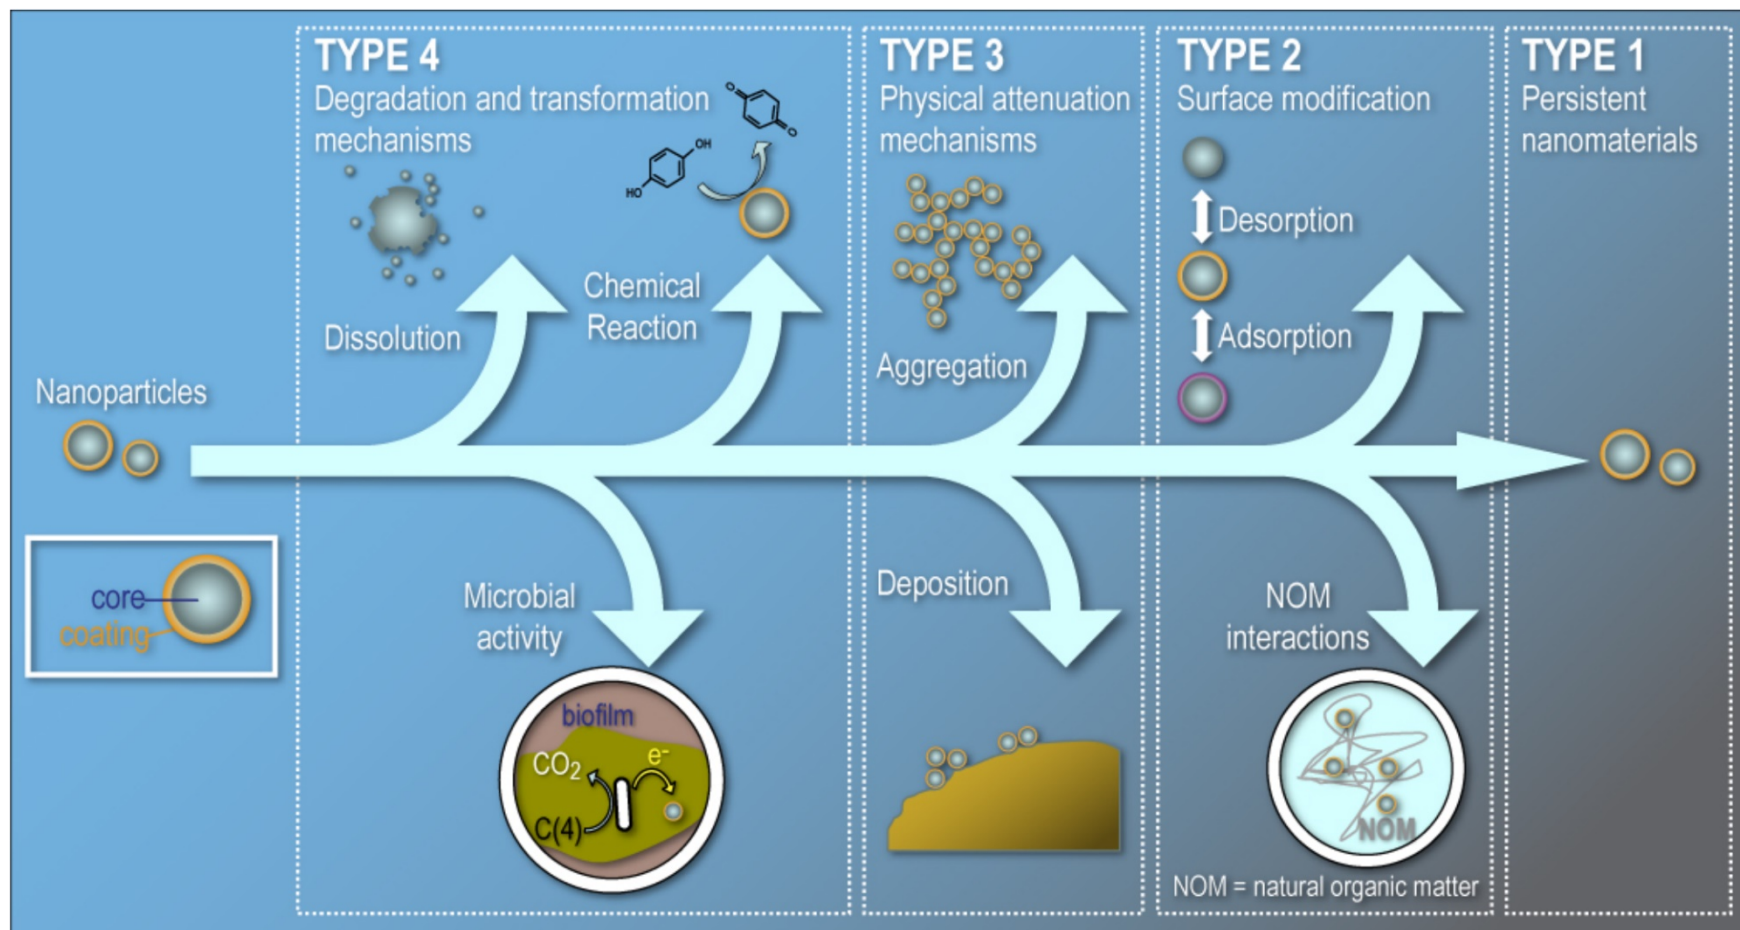 TYPE 4
Degradation and transformation
mechanisms
O
O
OH
HO
Dissolution
Chemical
Reaction
Microbial
activity
biofilm
CO2
e-
C(4)
TYPE 3
Physical attenuation
mechanisms
Aggregation
Deposition
TYPE 2
Surface modification
Desorption
Adsorption
NOM
interactions
NOM
NOM = natural organic matter
TYPE 1
Persistent
nanomaterials
Nanoparticles
core
coating